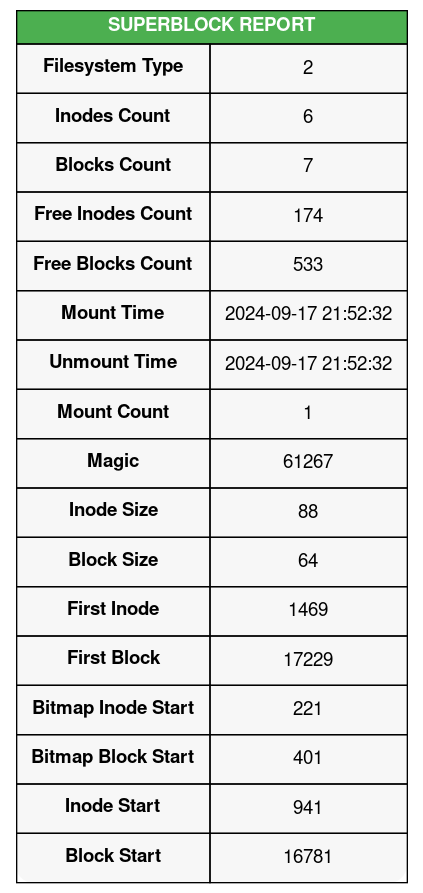 SUPERBLOCK REPORT
Filesystem Type 2
Inodes Count 6
Blocks Count 7
Free Inodes Count 174
Free Blocks Count 533
Mount Time 2024-09-17 21:52:32
Unmount Time 2024-09-17 21:52:32
Mount Count 1
Magic 61267
Inode Size 88
Block Size 64
First Inode 1469
First Block 17229
Bitmap Inode Start 221
Bitmap Block Start 401
Inode Start 941
Block Start 16781